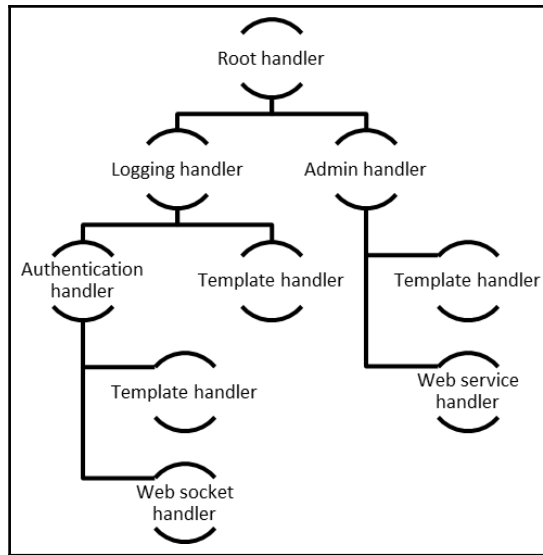 Root handler
Logging handler
Admin handler
Authentication
handler
Template handler
Template handler
Template handler
Web service
handler
Web socket
handler